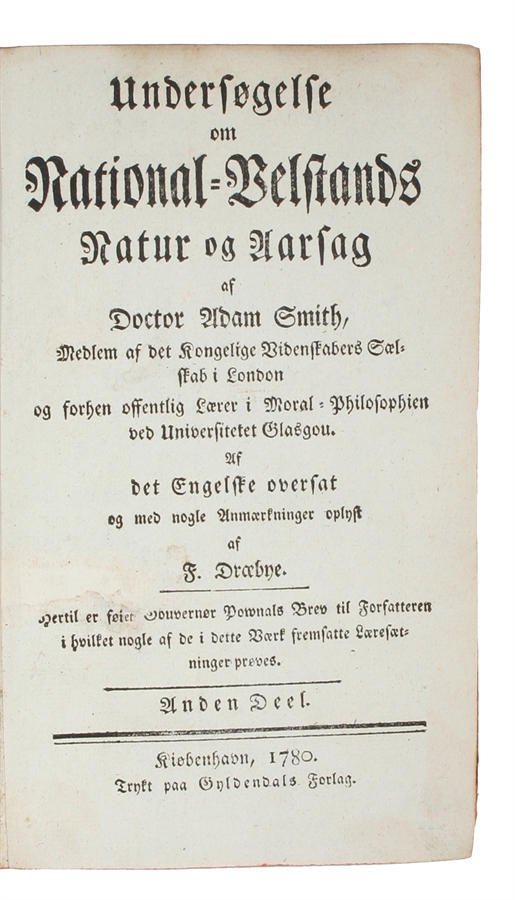 Undersøgelse
om
National-Velstands
Natur og Aarsag
af
Doctor Adam Smith,
Medlem af det Kongelige Videnskabers Sæl-
skab i London
og forhen offentlig Lærer i Moral-Philosophien
ved Universitetet Glasgou.
Af
det Engelske oversat
og med nogle Anmærkninger oplyst
af
F. Dræbye.
Hertil er føiet Gouvernør Pownals Brev til Forfatteren
i hvilket nogle af de i dette Værk fremsatte Læresæt-
ninger prøves.
Anden Deel.
Kiøbenhavn, 1780.
Trykt paa Gyldendals Forlag.